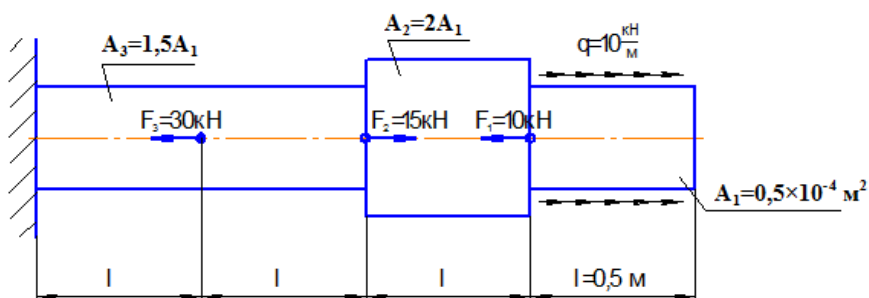 A₃=1,5A₁
A₂=2A₁
q=10 кН/м
F₃=30кН
F₂=15кН
F₁=10кН
A₁=0,5×10⁻⁴ м²
l
l
l
l=0,5 м